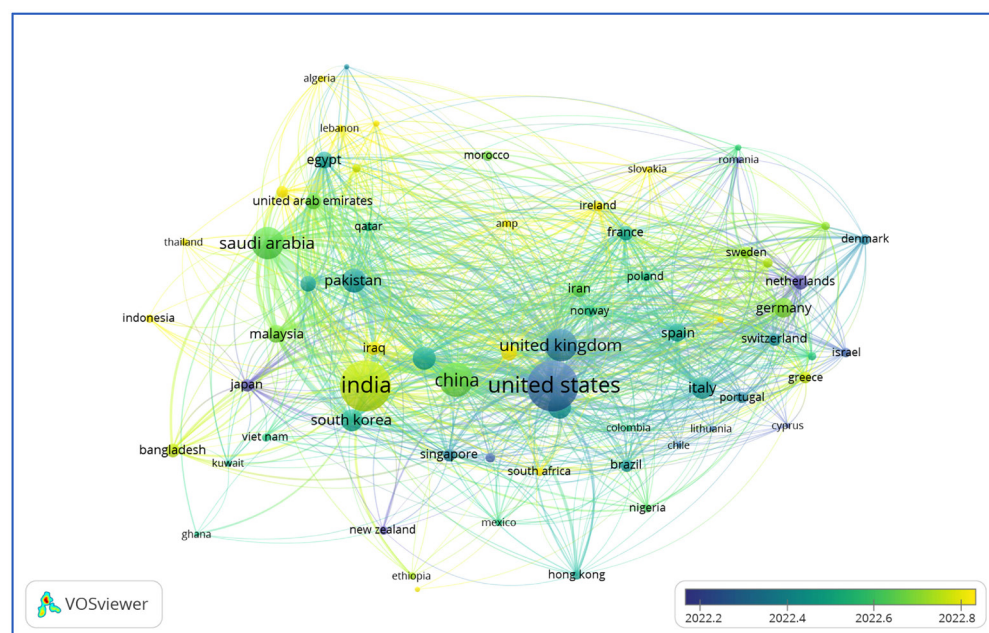 algeria
lebanon
egypt
morocco
romania
slovakia
united arab emirates
ireland
qatar
amp
france
thailand
saudi arabia
denmark
sweden
pakistan
poland
netherlands
iran
germany
norway
indonesia
malaysia
spain
switzerland
united kingdom
iraq
israel
greece
japan
india
china
united states
italy
portugal
south korea
colombia
lithuania
cyprus
viet nam
chile
bangladesh
singapore
kuwait
south africa
brazil
nigeria
mexico
new zealand
ghana
ethiopia
hong kong
VOSviewer
2022.2 2022.4 2022.6 2022.8